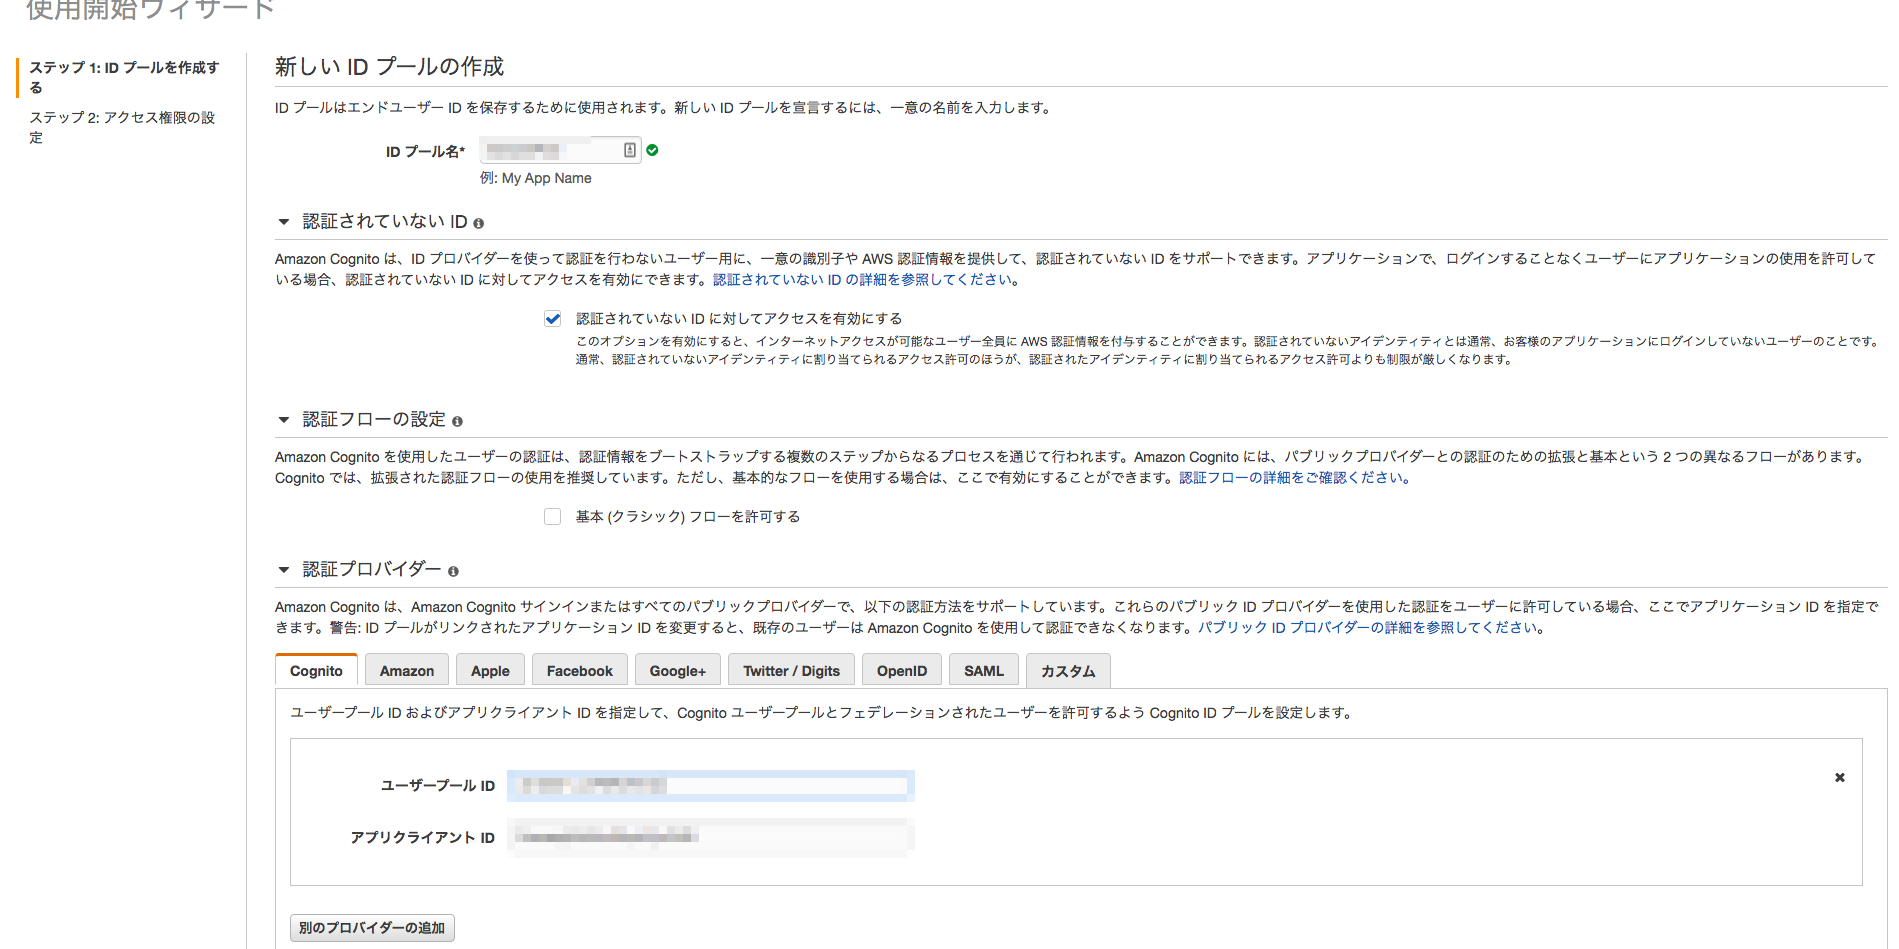 使用開始ウィザード
ステップ 1: ID プールを作成す
る
ステップ 2: アクセス権限の設
定
新しい ID プールの作成
ID プールはエンドユーザー ID を保存するために使用されます。新しい ID プールを宣言するには、一意の名前を入力します。
ID プール名*
例: My App Name
認証されていない ID
Amazon Cognito は、ID プロバイダーを使って認証を行わないユーザー用に、一意の識別子や AWS 認証情報を提供して、認証されていない ID をサポートできます。アプリケーションで、ログインすることなくユーザーにアプリケーションの使用を許可して
いる場合、認証されていない ID に対してアクセスを有効にできます。認証されていない ID の詳細を参照してください。
認証されていない ID に対してアクセスを有効にする
このオプションを有効にすると、インターネットアクセスが可能なユーザー全員に AWS 認証情報を付与することができます。認証されていないアイデンティティとは通常、お客様のアプリケーションにログインしていないユーザーのことです。
通常、認証されていないアイデンティティに割り当てられるアクセス許可のほうが、認証されたアイデンティティに割り当てられるアクセス許可よりも制限が厳しくなります。
認証フローの設定
Amazon Cognito を使用したユーザーの認証は、認証情報をブートストラップする複数のステップからなるプロセスを通じて行われます。Amazon Cognito には、パブリックプロバイダーとの認証のための拡張と基本という 2 つの異なるフローがあります。
Cognito では、拡張された認証フローの使用を推奨しています。ただし、基本的なフローを使用する場合は、ここで有効にすることができます。認証フローの詳細をご確認ください。
基本 (クラシック) フローを許可する
認証プロバイダー
Amazon Cognito は、Amazon Cognito サインインまたはすべてのパブリックプロバイダーで、以下の認証方法をサポートしています。これらのパブリック ID プロバイダーを使用した認証をユーザーに許可している場合、ここでアプリケーション ID を指定で
きます。警告: ID プールがリンクされたアプリケーション ID を変更すると、既存のユーザーは Amazon Cognito を使用して認証できなくなります。パブリック ID プロバイダーの詳細を参照してください。
Cognito Amazon Apple Facebook Google+ Twitter / Digits OpenID SAML カスタム
ユーザープール ID およびアプリクライアント ID を指定して、Cognito ユーザープールとフェデレーションされたユーザーを許可するよう Cognito ID プールを設定します。
ユーザープール ID
アプリクライアント ID
別のプロバイダーの追加